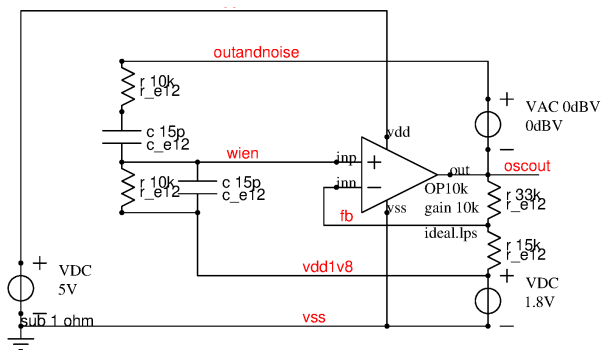 outandnoise
r 10k
r_e12
c 15p
c_e12
wien
r 10k
r_e12
c 15p
c_e12
vdd
inp
+
inn
−
out
vss
OP10k
gain 10k
ideal.lps
fb
+
VAC 0dBV
0dBV
−
oscout
r 33k
r_e12
r 15k
r_e12
vdd1v8
+
VDC
1.8V
−
+
VDC
5V
−
sub 1 ohm
vss